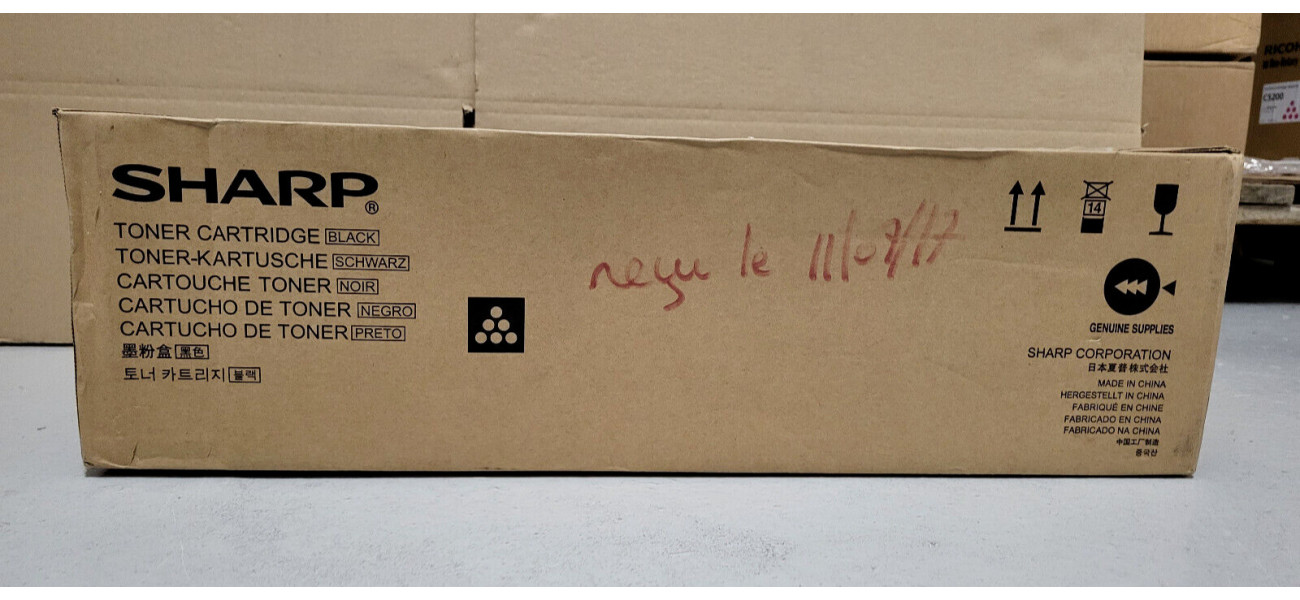 SHARP®
TONER CARTRIDGE BLACK
TONER-KARTUSCHE SCHWARZ
CARTOUCHE TONER NOIR
CARTUCHO DE TONER NEGRO
CARTUCHO DE TONER PRETO
墨粉盒 黑色
토너 카트리지 블랙
reçu le
14
GENUINE SUPPLIES
SHARP CORPORATION
日本夏普株式会社
MADE IN CHINA
HERGESTELLT IN CHINA
FABRIQUÉ EN CHINE
FABRICADO EN CHINA
FABRICADO NA CHINA
中国工厂制造
중국산
RICOH
C5200